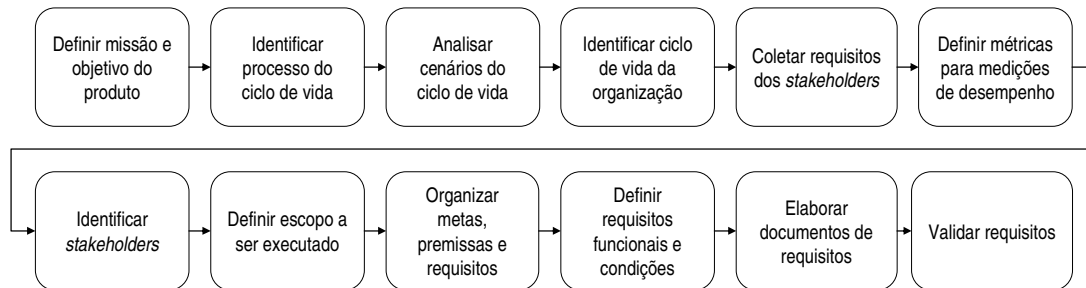 Definir missão e
objetivo do
produto
Identificar
processo do
ciclo de vida
Analisar
cenários do
ciclo de vida
Identificar ciclo
de vida da
organização
Coletar requisitos
dos stakeholders
Definir métricas
para medições
de desempenho
Identificar
stakeholders
Definir escopo a
ser executado
Organizar
metas,
premissas e
requisitos
Definir
requisitos
funcionais e
condições
Elaborar
documentos de
requisitos
Validar requisitos